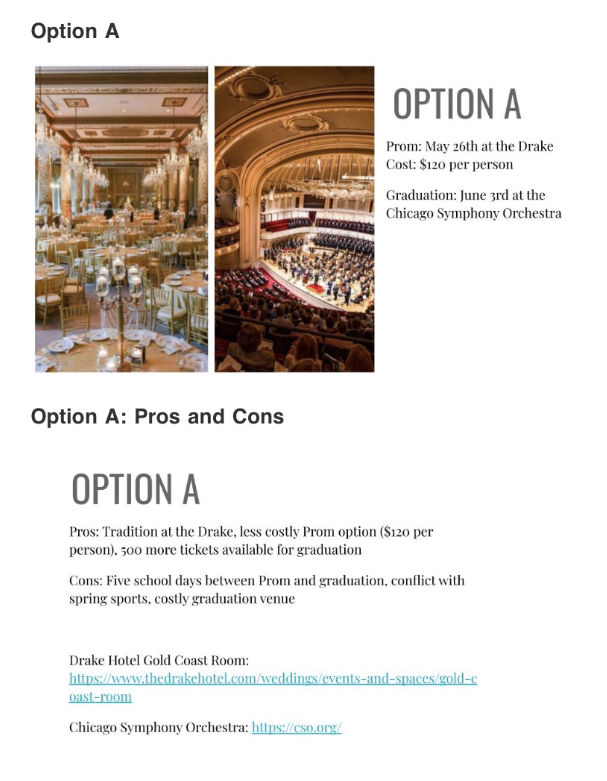 Option A
OPTION A
Prom: May 26th at the Drake
Cost: $120 per person
Graduation: June 3rd at the
Chicago Symphony Orchestra
Option A: Pros and Cons
OPTION A
Pros: Tradition at the Drake, less costly Prom option ($120 per
person), 500 more tickets available for graduation
Cons: Five school days between Prom and graduation, conflict with
spring sports, costly graduation venue
Drake Hotel Gold Coast Room:
https://www.thedrakehotel.com/weddings/events-and-spaces/gold-c
oast-room
Chicago Symphony Orchestra: https://cso.org/